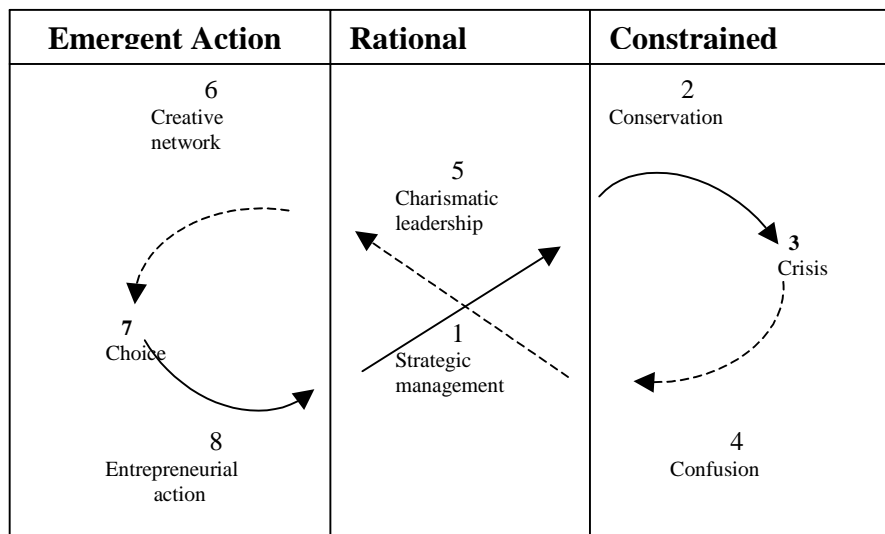 Emergent Action
Rational
Constrained
6
Creative
network
2
Conservation
5
Charismatic
leadership
3
Crisis
7
Choice
1
Strategic
management
8
Entrepreneurial
action
4
Confusion